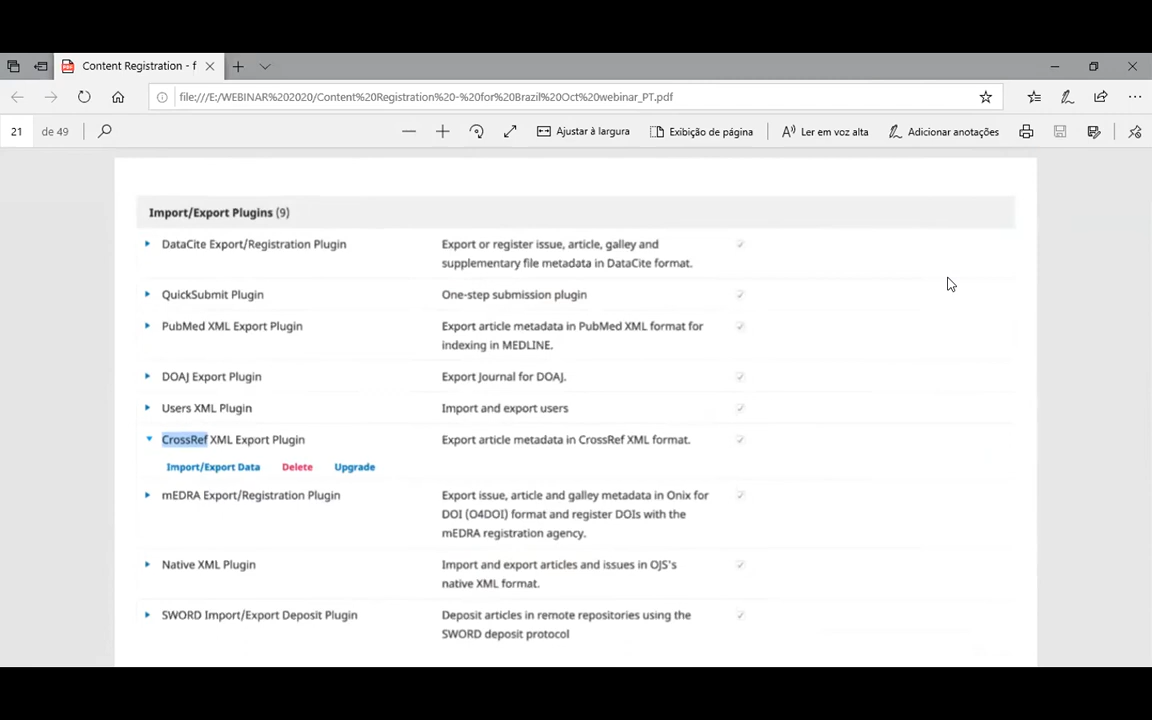 Content Registration - f
file:///E:/WEBINAR%202020/Content%20Registration%20-%20for%20Brazil%20Oct%20webinar_PT.pdf
21 de 49 Ajustar à largura Exibição de página Ler em voz alta Adicionar anotações
Import/Export Plugins (9)
DataCite Export/Registration Plugin Export or register issue, article, galley and
supplementary file metadata in DataCite format.
QuickSubmit Plugin One-step submission plugin
PubMed XML Export Plugin Export article metadata in PubMed XML format for
indexing in MEDLINE.
DOAJ Export Plugin Export Journal for DOAJ.
Users XML Plugin Import and export users
CrossRef XML Export Plugin Export article metadata in CrossRef XML format.
Import/Export Data Delete Upgrade
mEDRA Export/Registration Plugin Export issue, article and galley metadata in Onix for
DOI (O4DOI) format and register DOIs with the
mEDRA registration agency.
Native XML Plugin Import and export articles and issues in OJS's
native XML format.
SWORD Import/Export Deposit Plugin Deposit articles in remote repositories using the
SWORD deposit protocol